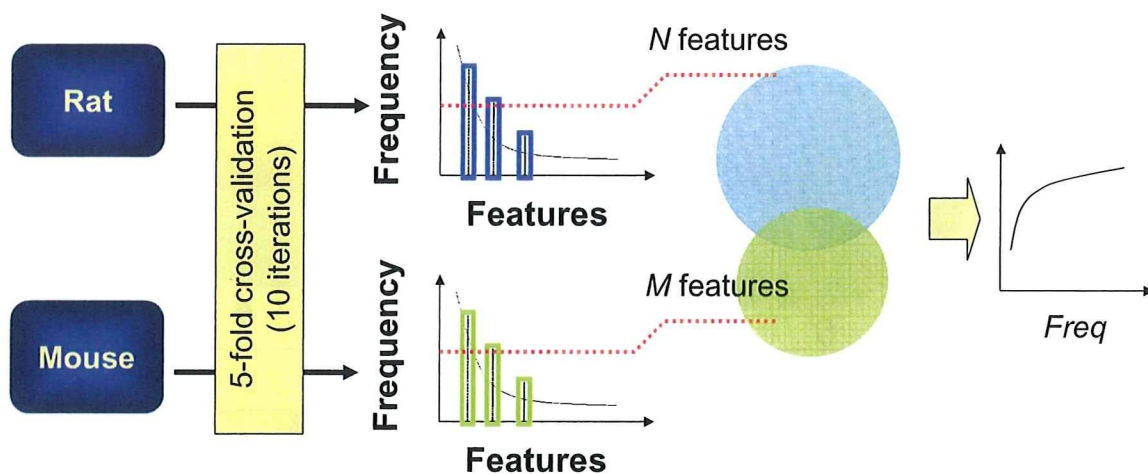 Rat
Mouse
5-fold cross-validation
(10 iterations)
Frequency
Features
N features
Frequency
Features
M features
Freq